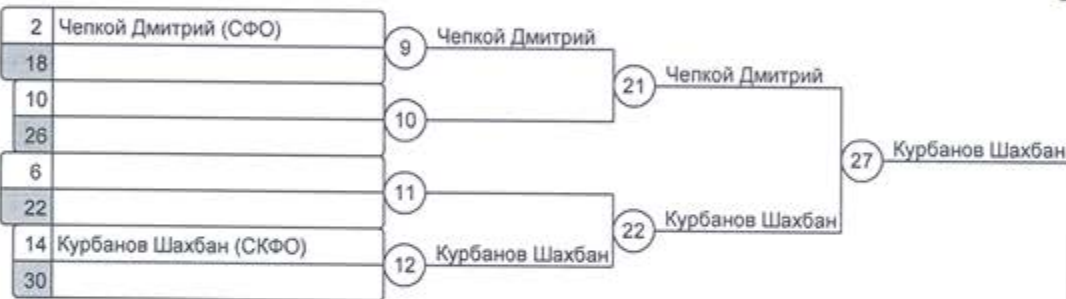 2 Чепкой Дмитрий (СФО)
18
10
26
6
22
14 Курбанов Шахбан (СКФО)
30
9 Чепкой Дмитрий
10
11
12 Курбанов Шахбан
21 Чепкой Дмитрий
22 Курбанов Шахбан
27 Курбанов Шахбан